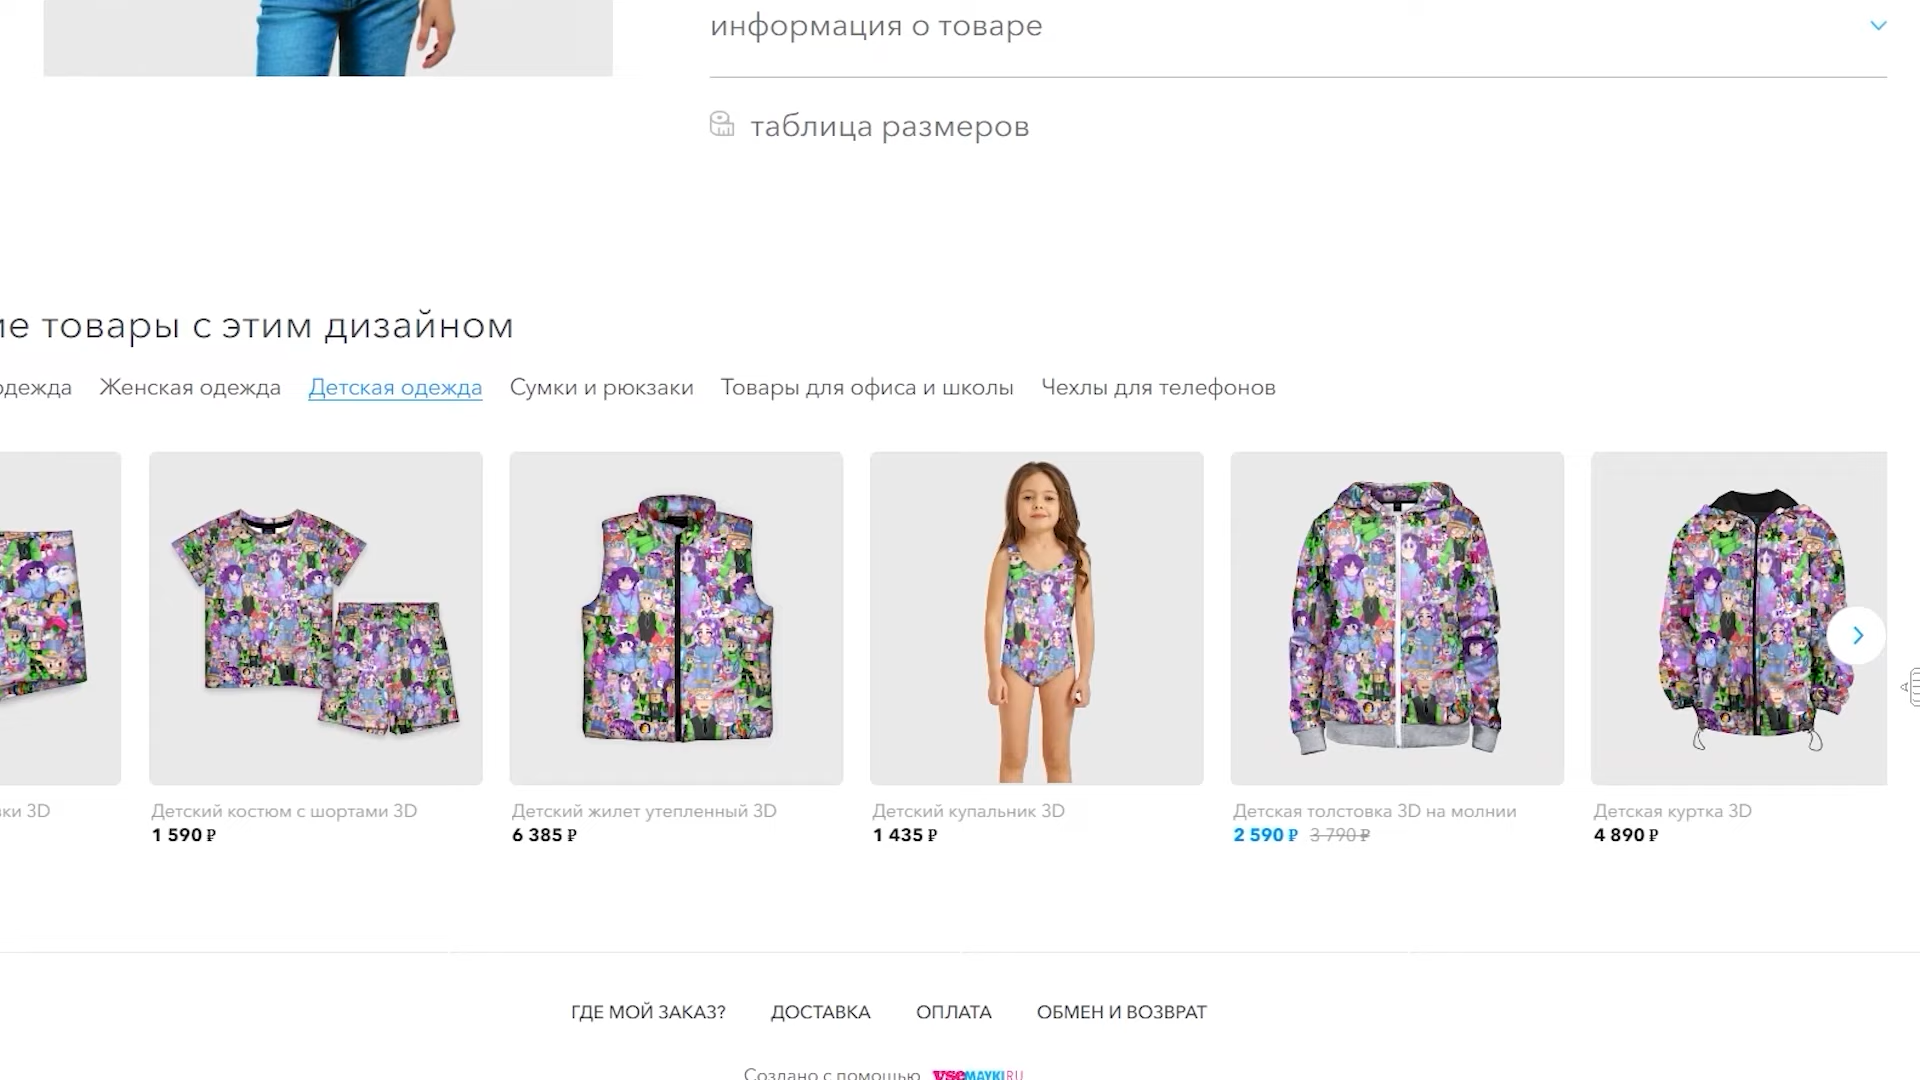 информация о товаре
таблица размеров
ие товары с этим дизайном
одежда Женская одежда Детская одежда Сумки и рюкзаки Товары для офиса и школы Чехлы для телефонов
ки 3D
Детский костюм с шортами 3D
1 590 ₽
Детский жилет утепленный 3D
6 385 ₽
Детский купальник 3D
1 435 ₽
Детская толстовка 3D на молнии
2 590 ₽ 3 790 ₽
Детская куртка 3D
4 890 ₽
ГДЕ МОЙ ЗАКАЗ? ДОСТАВКА ОПЛАТА ОБМЕН И ВОЗВРАТ
Создано с помощью vseМАYKI.RU